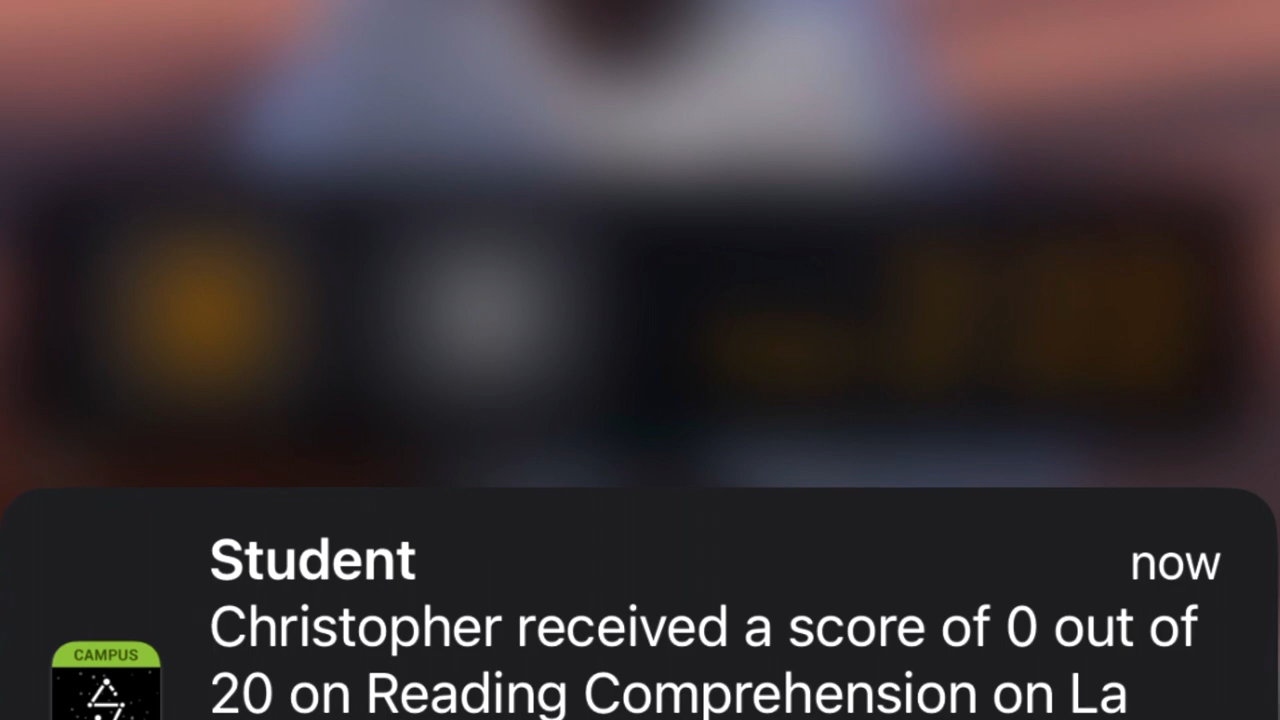 Student
now
Christopher received a score of 0 out of
CAMPUS
20 on Reading Comprehension on La